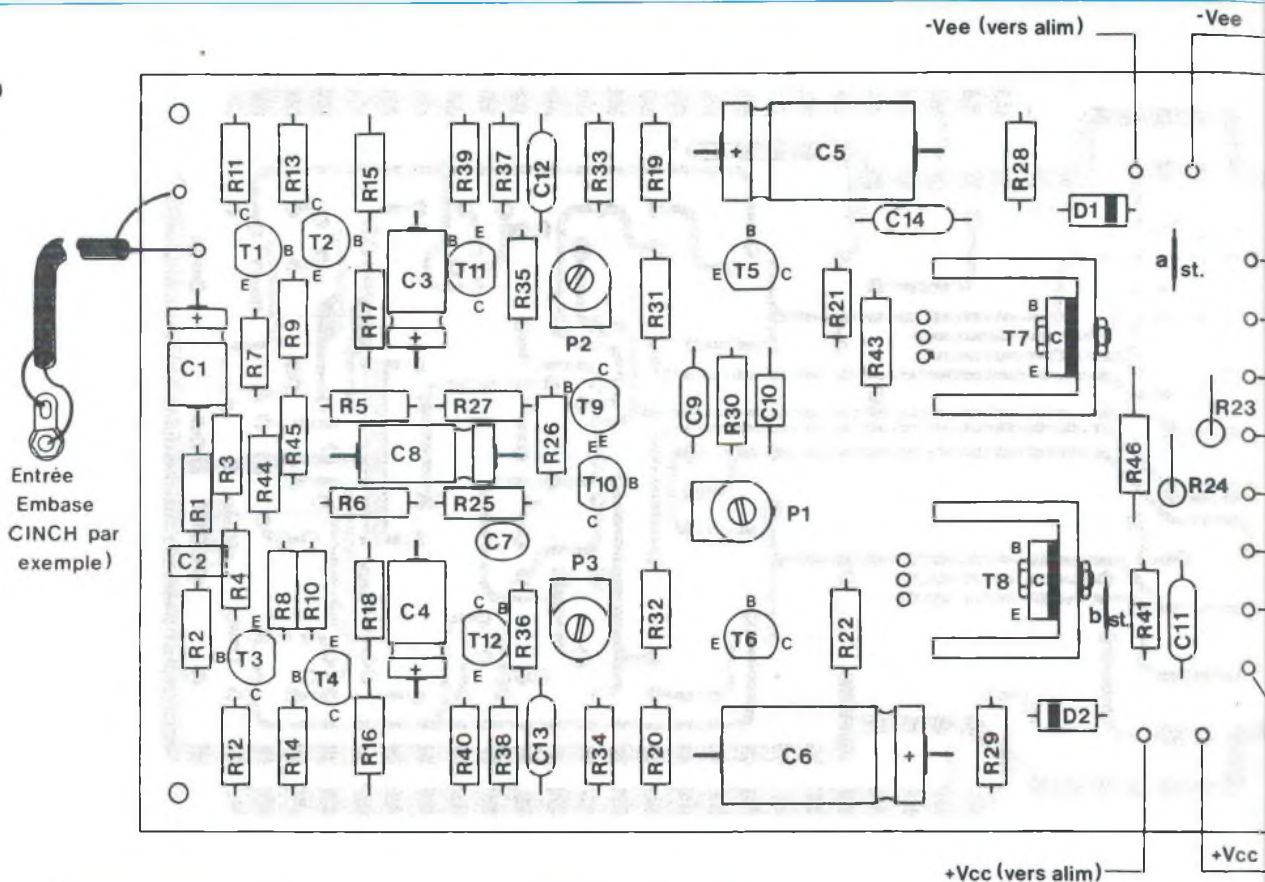 -Vee (vers alim)
-Vee
R11
R13
R15
R39
R37
C12
R33
R19
+
C5
R28
D1
C14
C
T1
B
E
C
T2
B
E
R17
C3
+
B
E
T11
C
R35
P2
R31
B
E
T5
C
R21
R43
B
T7
C
E
a
st.
+
C1
R7
R9
R5
R27
R26
B
C
T9
E
C9
R30
C10
R46
R23
R24
R3
R44
R45
C8
R6
R25
E
T10
B
C
P1
Entrée
Embase
CINCH par
exemple)
R1
C2
R4
R8
R10
R18
C4
+
C7
P3
C
T12
B
E
R36
R32
B
E
T6
C
R22
B
T8
C
E
b
st.
R41
C11
R2
E
B
T3
C
E
B
T4
C
R12
R14
R16
R40
R38
C13
R34
R20
C6
+
R29
D2
+Vcc (vers alim)
+Vcc